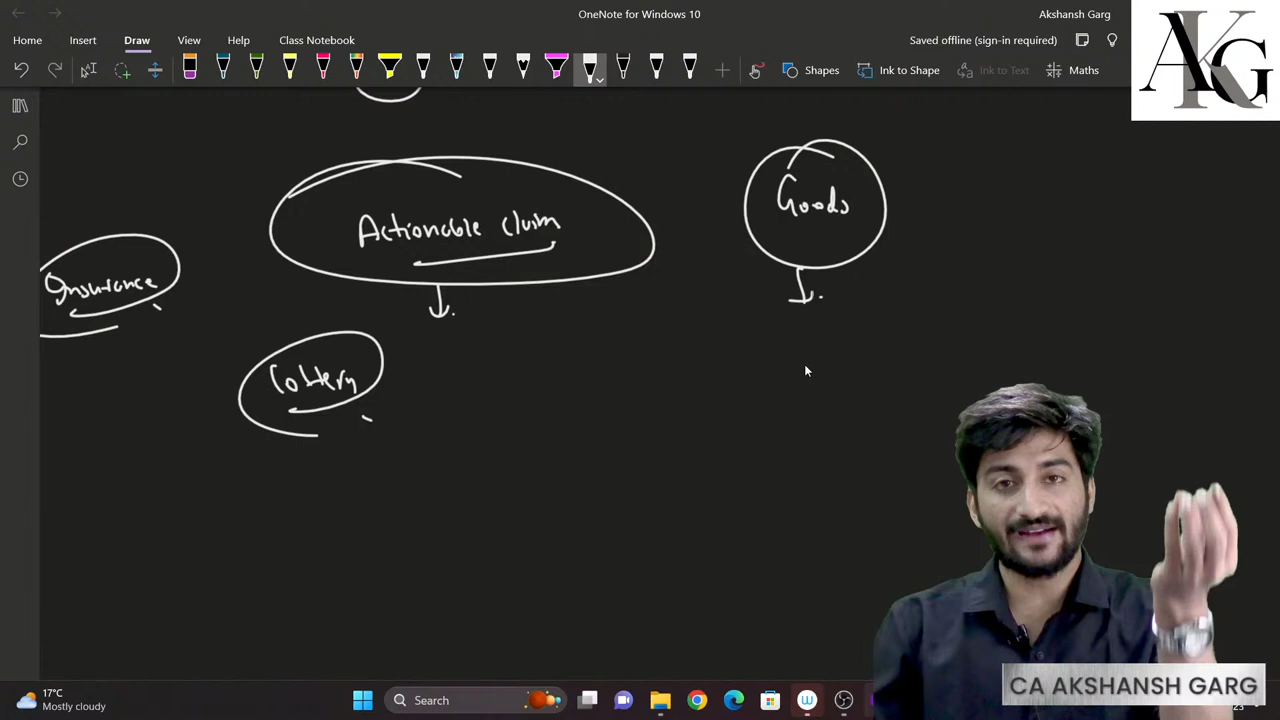 OneNote for Windows 10
Akshansh Garg
Home Insert Draw View Help Class Notebook
Saved offline (sign-in required)
Shapes Ink to Shape Ink to Text Maths
AKG
Goods
Actionable claim
Insurance
Lottery
CA AKSHANSH GARG
17°C
Mostly cloudy
Search
23